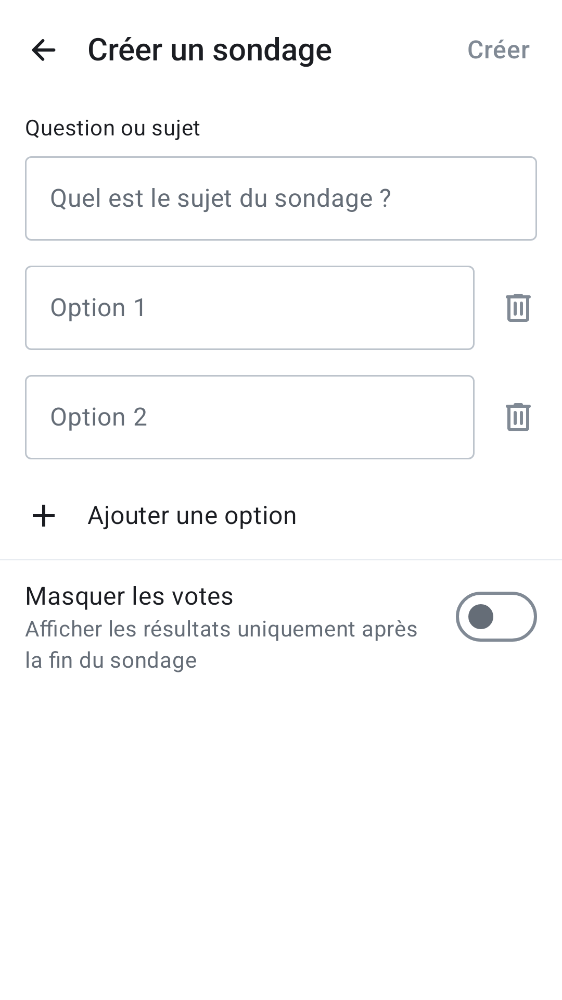 Créer un sondage
Créer
Question ou sujet
Quel est le sujet du sondage ?
Option 1
Option 2
Ajouter une option
Masquer les votes
Afficher les résultats uniquement après
la fin du sondage